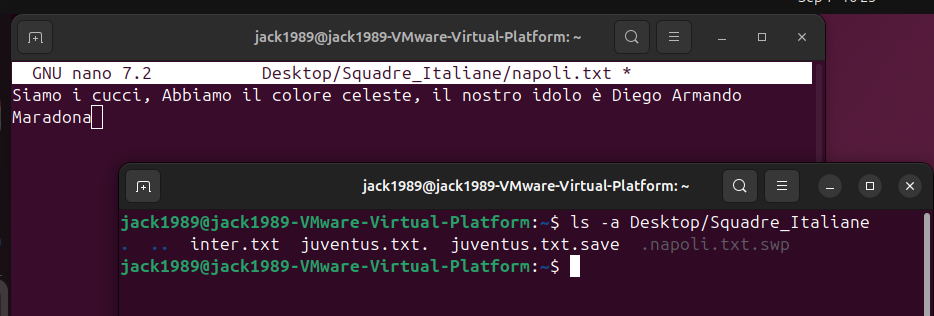 jack1989@jack1989-VMware-Virtual-Platform: ~
GNU nano 7.2 Desktop/Squadre_Italiane/napoli.txt *
Siamo i cucci, Abbiamo il colore celeste, il nostro idolo è Diego Armando
Maradona
jack1989@jack1989-VMware-Virtual-Platform: ~
jack1989@jack1989-VMware-Virtual-Platform:~$ ls -a Desktop/Squadre_Italiane
. .. inter.txt juventus.txt. juventus.txt.save .napoli.txt.swp
jack1989@jack1989-VMware-Virtual-Platform:~$